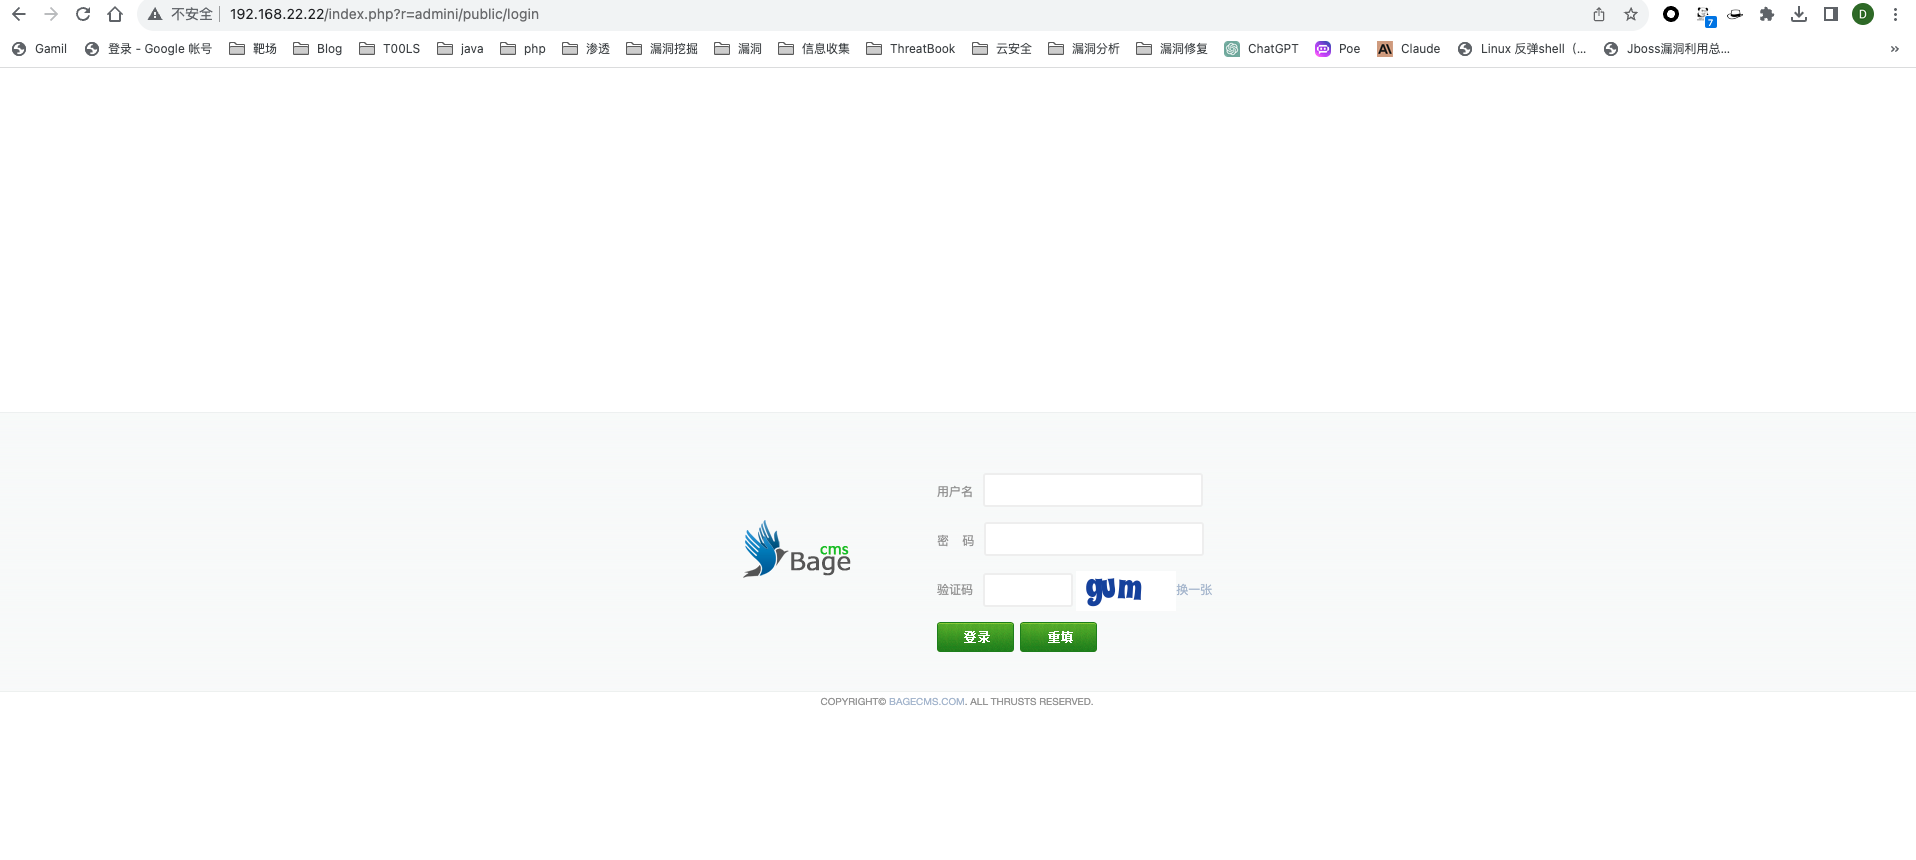 不安全 192.168.22.22/index.php?r=admini/public/login
7
D
Gamil 登录 - Google 帐号 靶场 Blog T00LS java php 渗透 漏洞挖掘 漏洞 信息收集 ThreatBook 云安全 漏洞分析 漏洞修复 ChatGPT Poe Claude Linux 反弹shell（... Jboss漏洞利用总... »
用户名
密 码
Bage cms
验证码 gum 换一张
登录 重填
COPYRIGHT© BAGECMS.COM. ALL THRUSTS RESERVED.